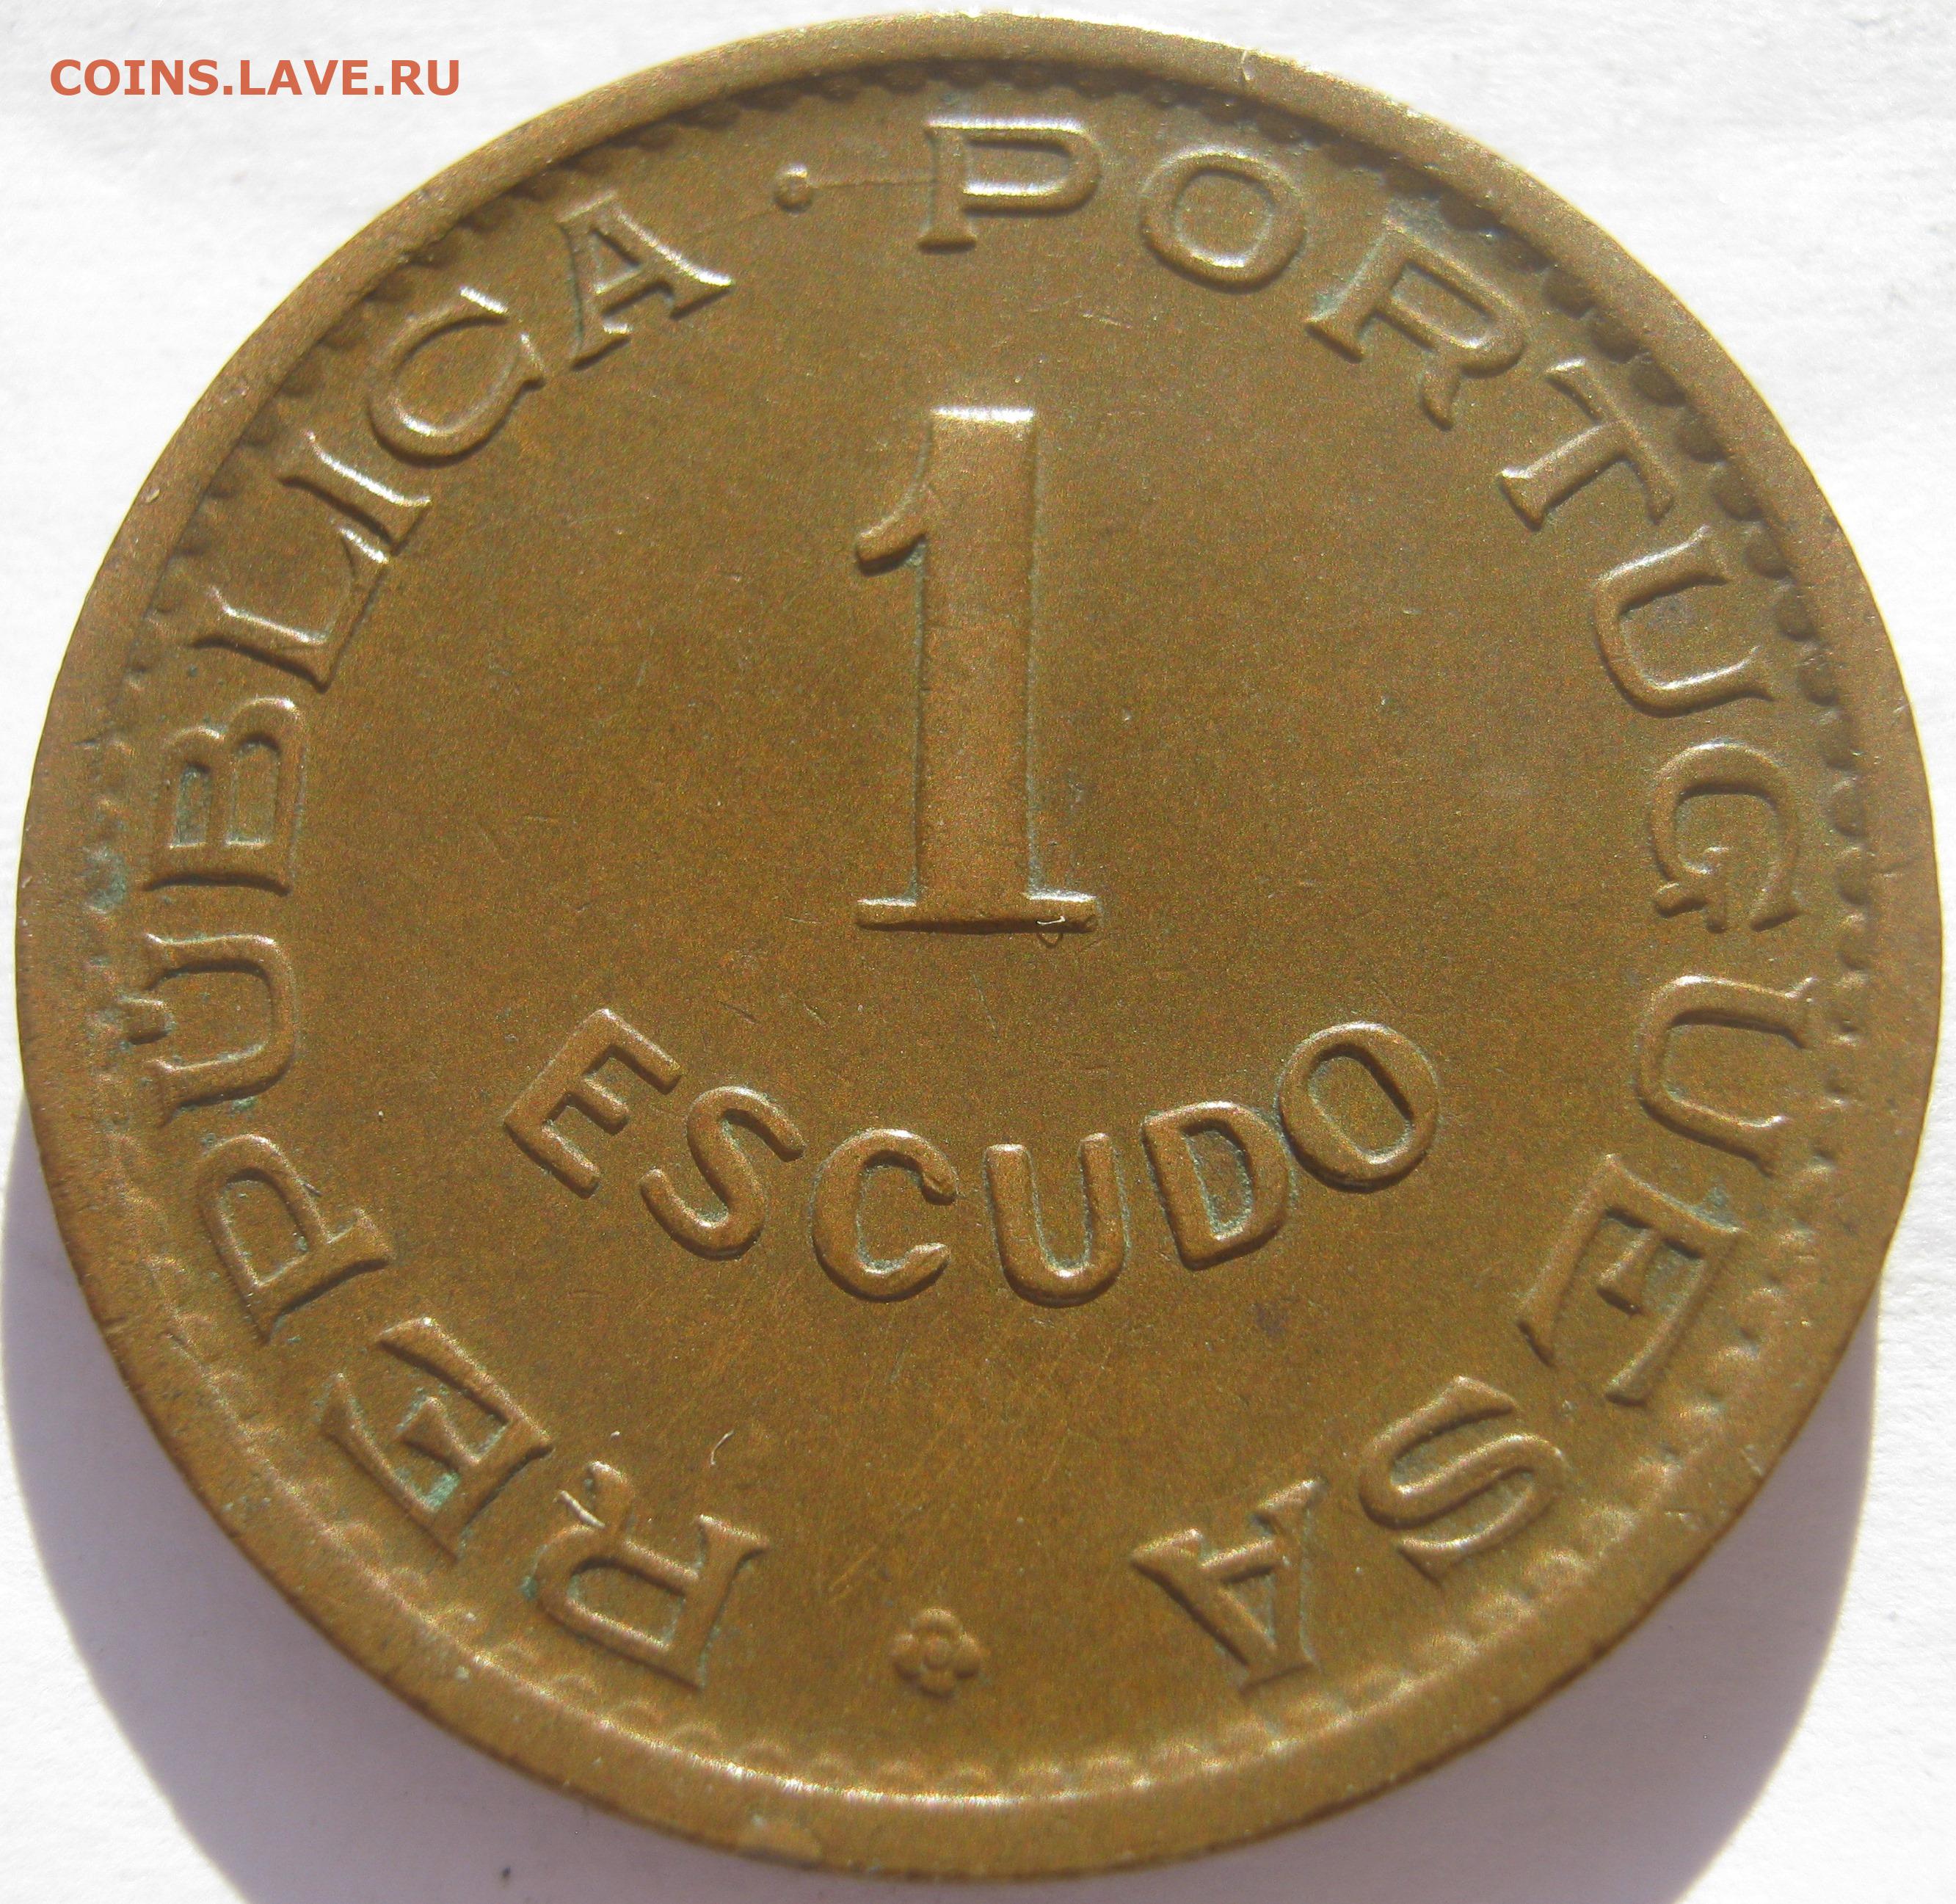 COINS.LAVE.RU
REPÚBLICA · PORTUGUESA
1
ESCUDO